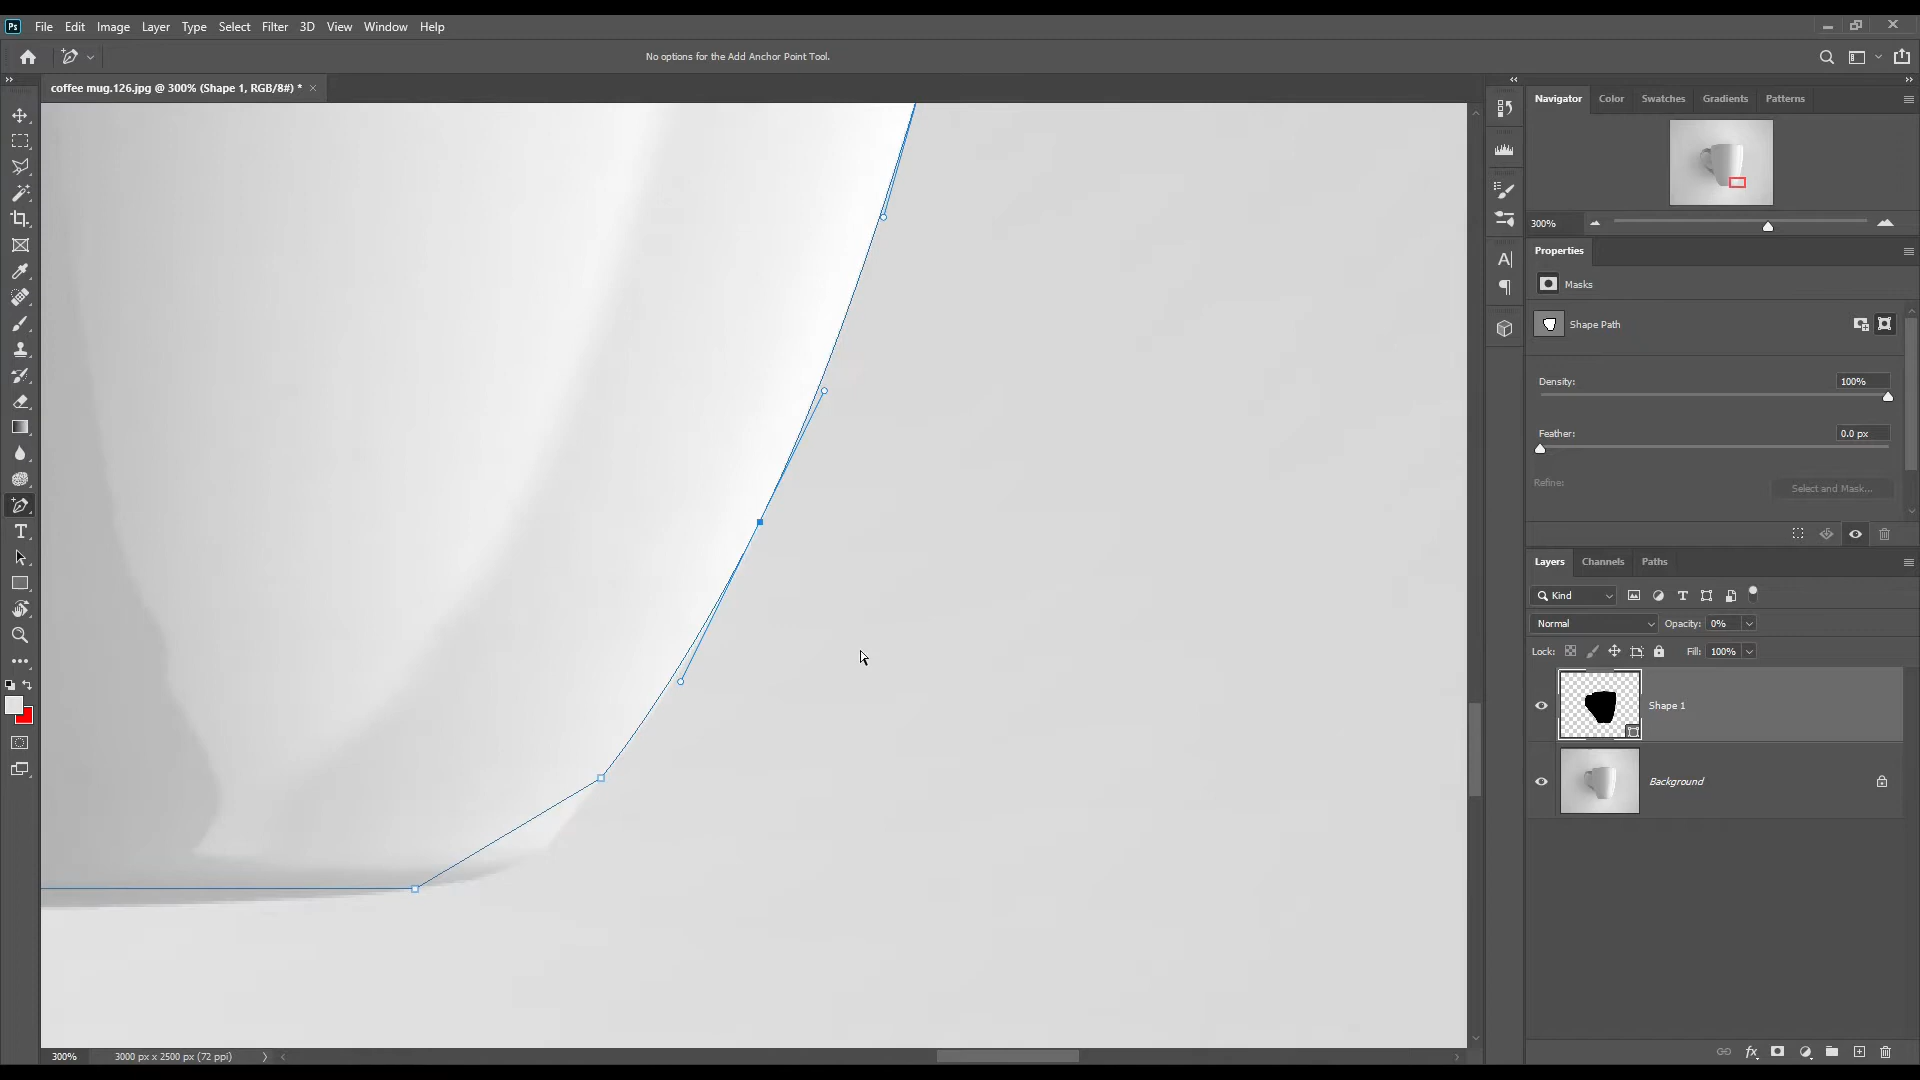 Ps File Edit Image Layer Type Select Filter 3D View Window Help
No options for the Add Anchor Point Tool.
coffee mug.126.jpg @ 300% (Shape 1, RGB/8#) * ×
Navigator Color Swatches Gradients Patterns
300%
Properties
Masks
Shape Path
Density: 100%
Feather: 0.0 px
Refine: Select and Mask...
Layers Channels Paths
Kind
Normal Opacity: 0%
Lock: Fill: 100%
Shape 1
Background
300% 3000 px x 2500 px (72 ppi)